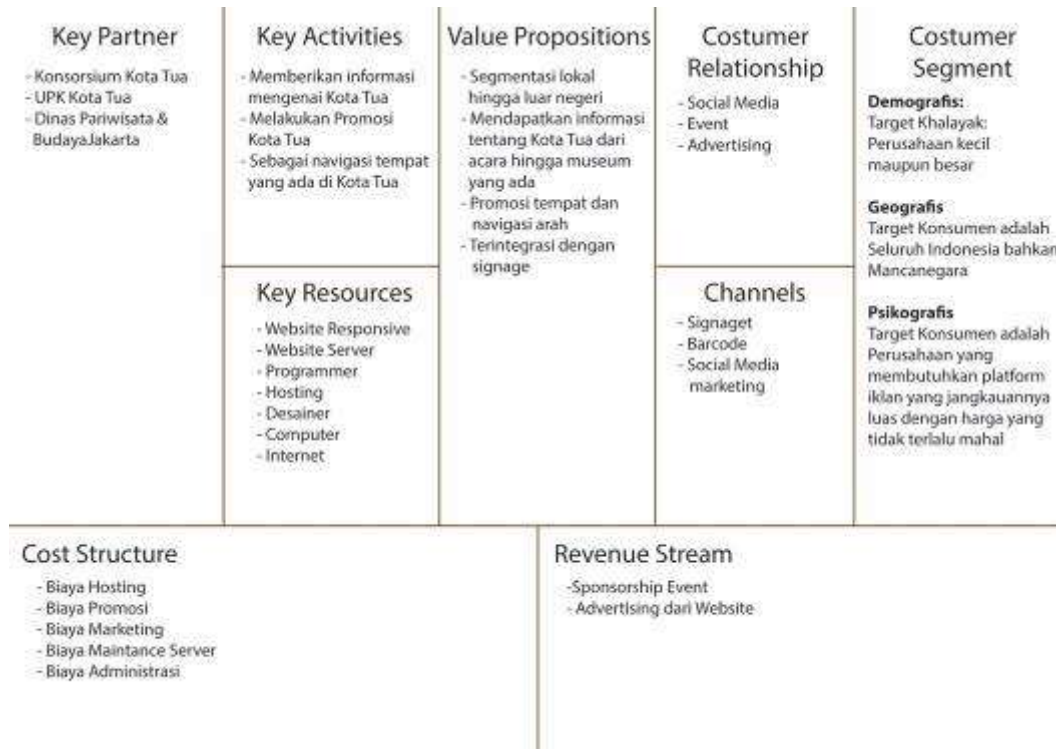 Key Partner
- Konsorsium Kota Tua
- UPK Kota Tua
- Dinas Pariwisata &
BudayaJakarta
Key Activities
- Memberikan informasi
mengenai Kota Tua
- Melakukan Promosi
Kota Tua
- Sebagai navigasi tempat
yang ada di Kota Tua
Key Resources
- Website Responsive
- Website Server
- Programmer
- Hosting
- Desainer
- Computer
- Internet
Value Propositions
- Segmentasi lokal
hingga luar negeri
- Mendapatkan informasi
tentang Kota Tua dari
acara hingga museum
yang ada
- Promosi tempat dan
navigasi arah
- Terintegrasi dengan
signage
Costumer
Relationship
- Social Media
- Event
- Advertising
Channels
- Signaget
- Barcode
- Social Media
marketing
Costumer
Segment
Demografis:
Target Khalayak:
Perusahaan kecil
maupun besar
Geografis
Target Konsumen adalah
Seluruh Indonesia bahkan
Mancanegara
Psikografis
Target Konsumen adalah
Perusahaan yang
membutuhkan platform
iklan yang jangkauannya
luas dengan harga yang
tidak terlalu mahal
Cost Structure
- Biaya Hosting
- Biaya Promosi
- Biaya Marketing
- Biaya Maintance Server
- Biaya Administrasi
Revenue Stream
-Sponsorship Event
- Advertising dari Website